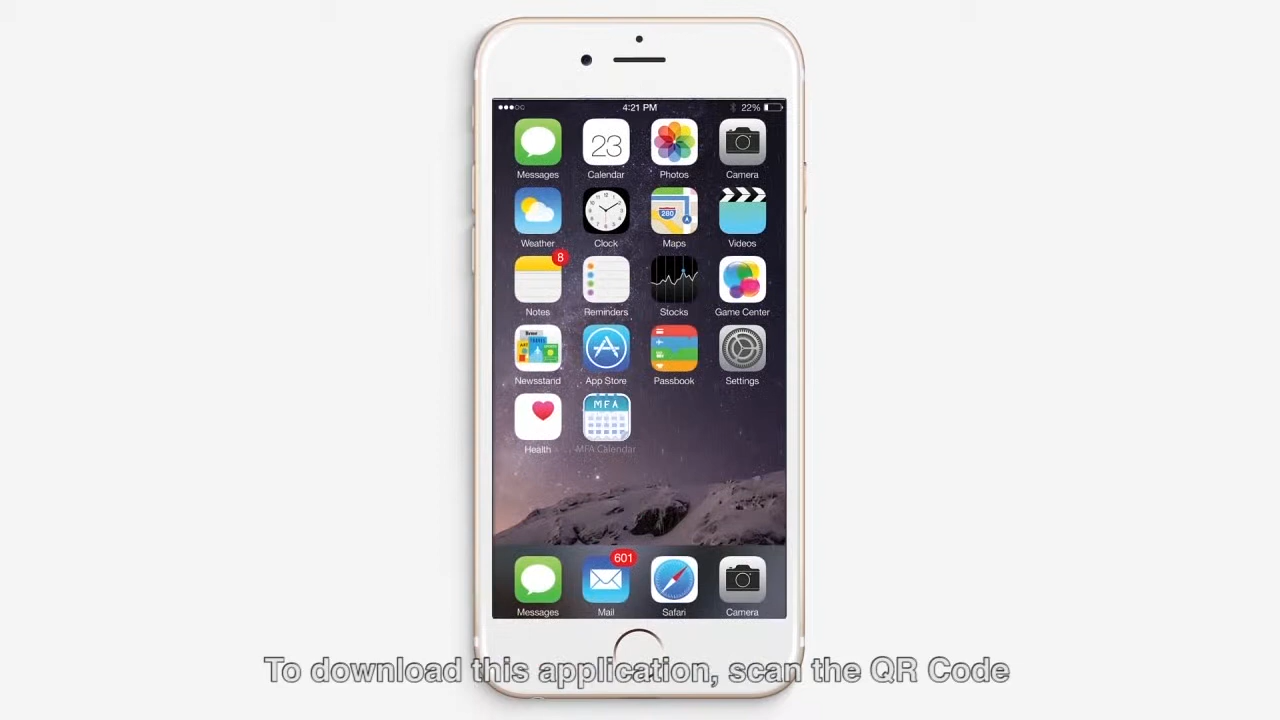 4:21 PM 22%
23
Messages Calendar Photos Camera
280
Weather Clock Maps Videos
8
Notes Reminders Stocks Game Center
Newsstand App Store Passbook Settings
MFA
Health MFA Calendar
601
Messages Mail Safari Camera
To download this application, scan the QR Code